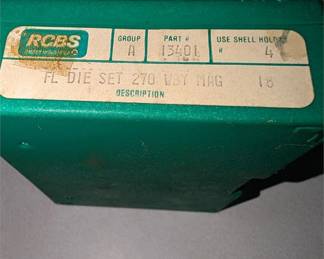 RCBS
GROUP A
PART # 13401
USE SHELL HOLDER # 4
FL DIE SET 270 WBY MAG 18
DESCRIPTION